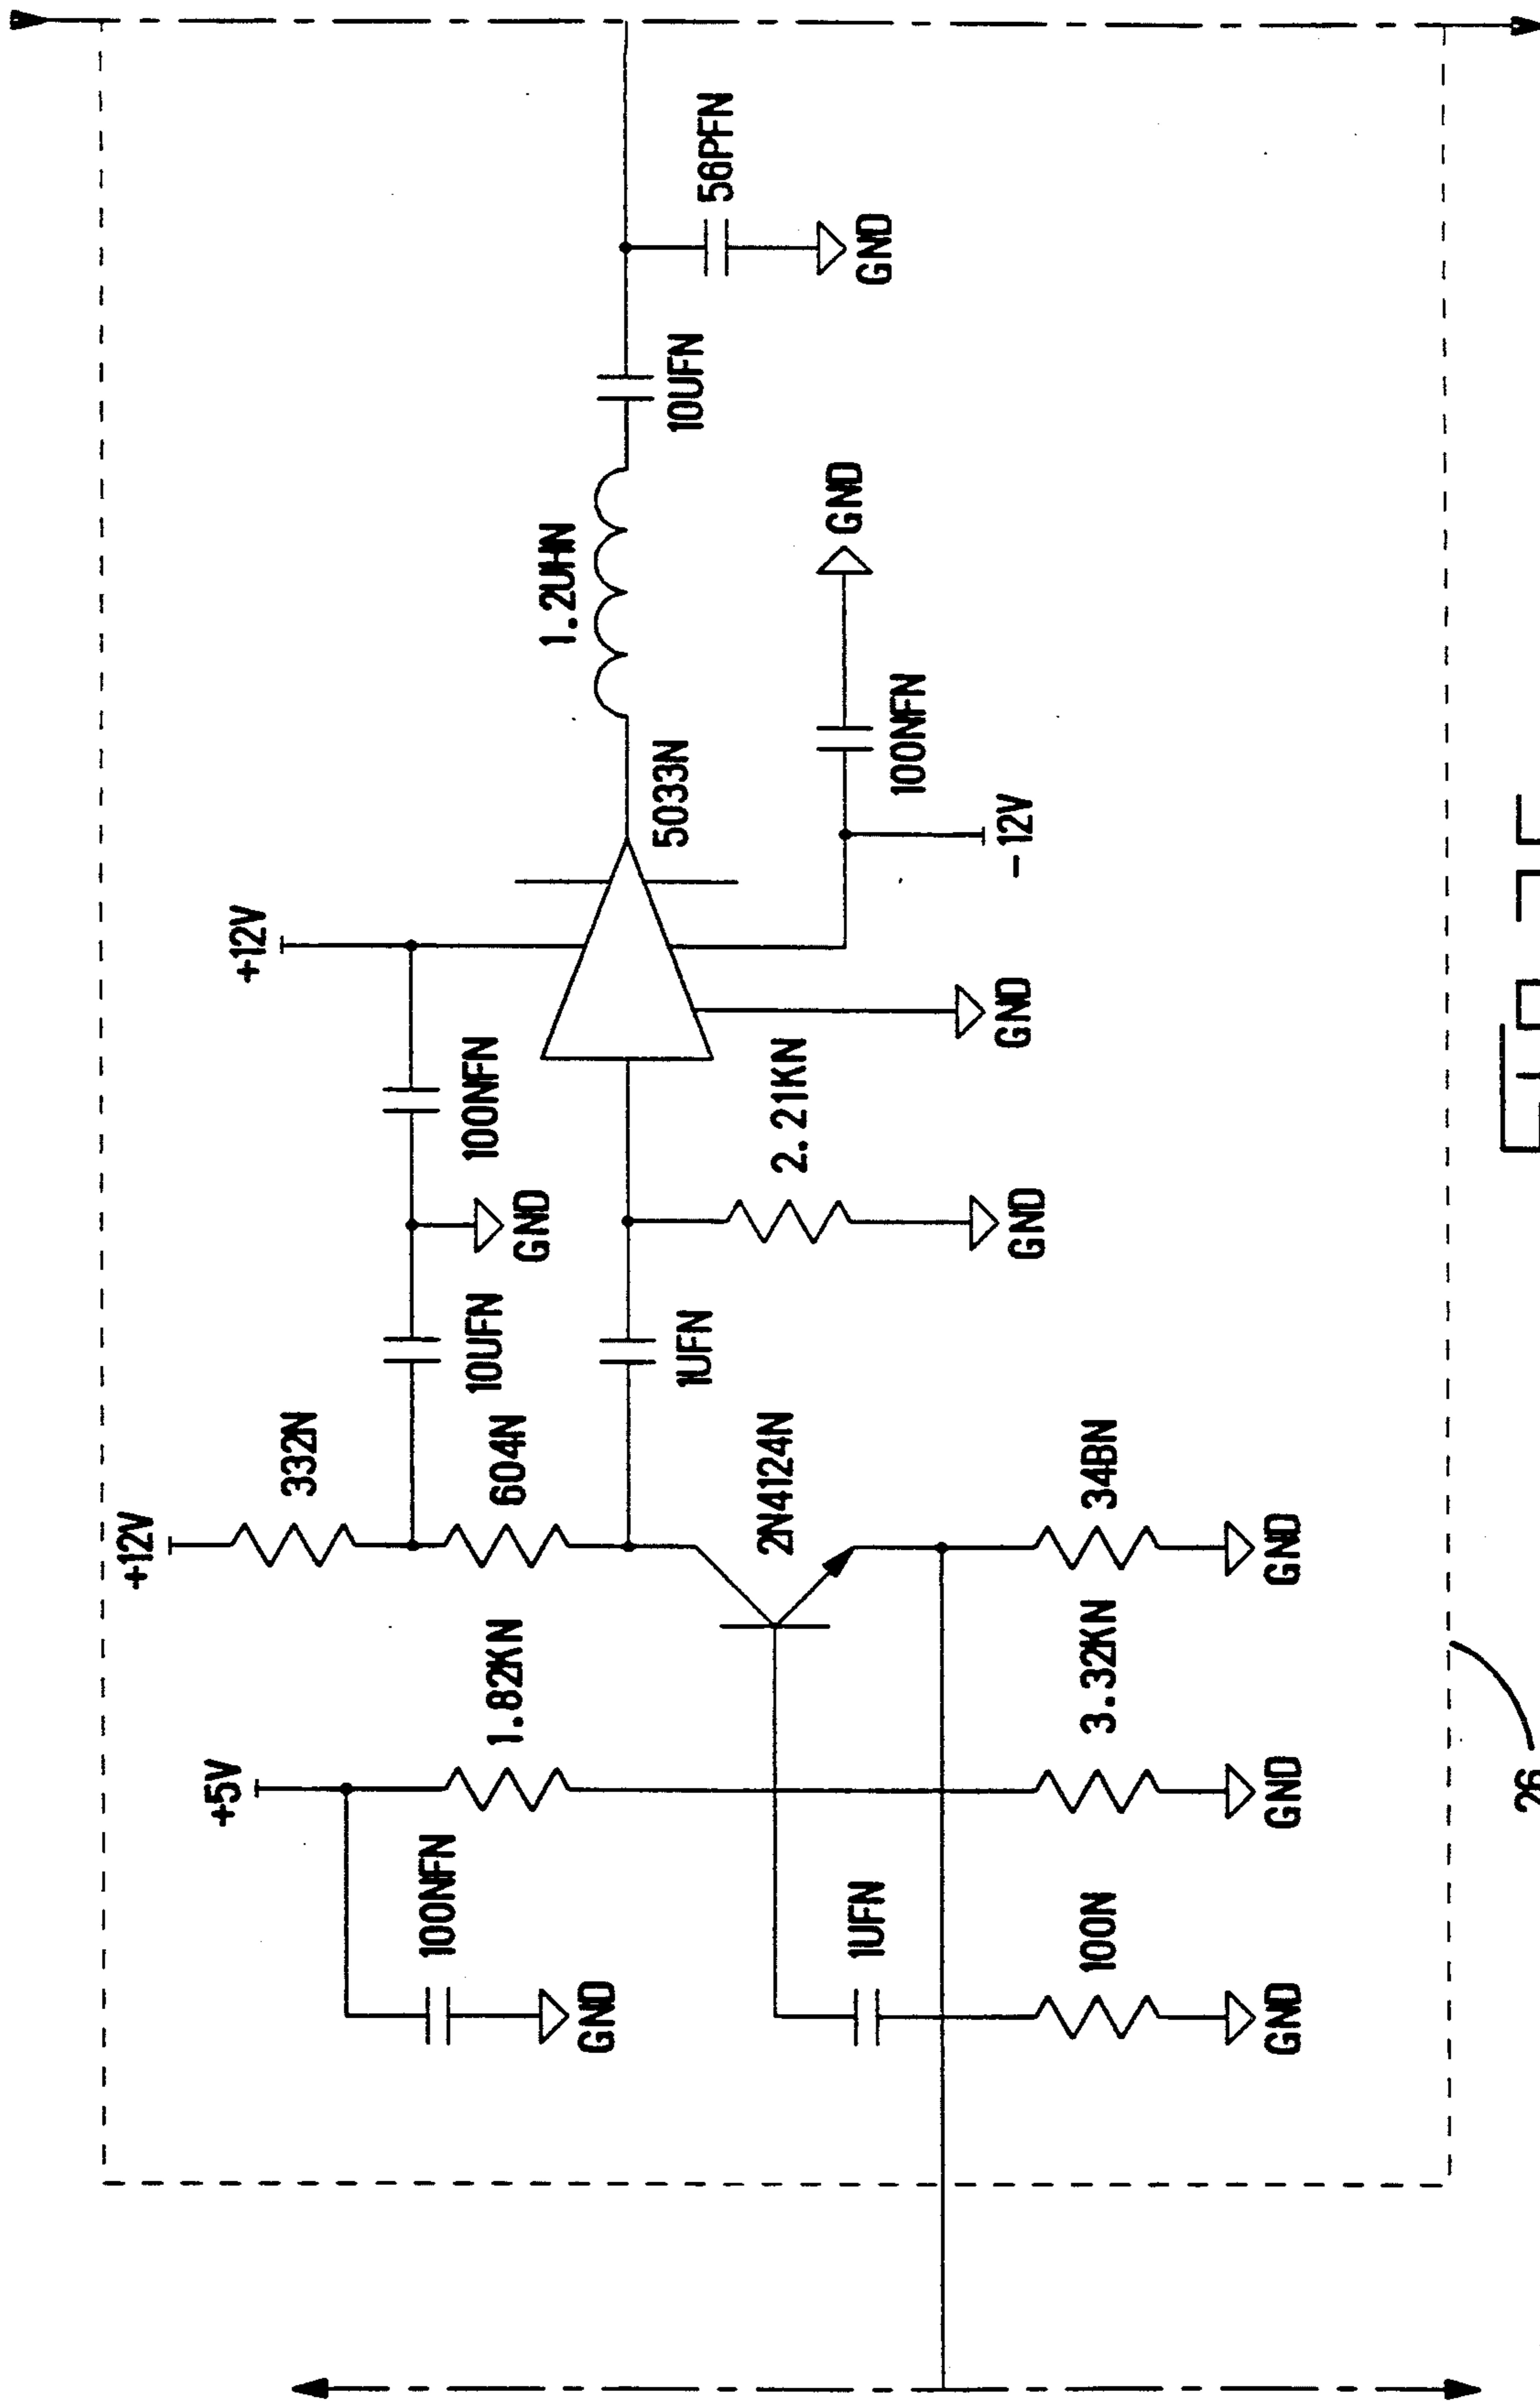 +12V
332N
+12V
+5V
10UFN
100NFN
GND
100NFN
1.82KN
604N
1UFN
1.2UHN
10UFN
56PFN
GND
GND
5033N
2N4124N
2.21KN
GND
100NFN
GND
-12V
GND
1UFN
100N
3.32KN
348N
GND
GND
GND
GND
26